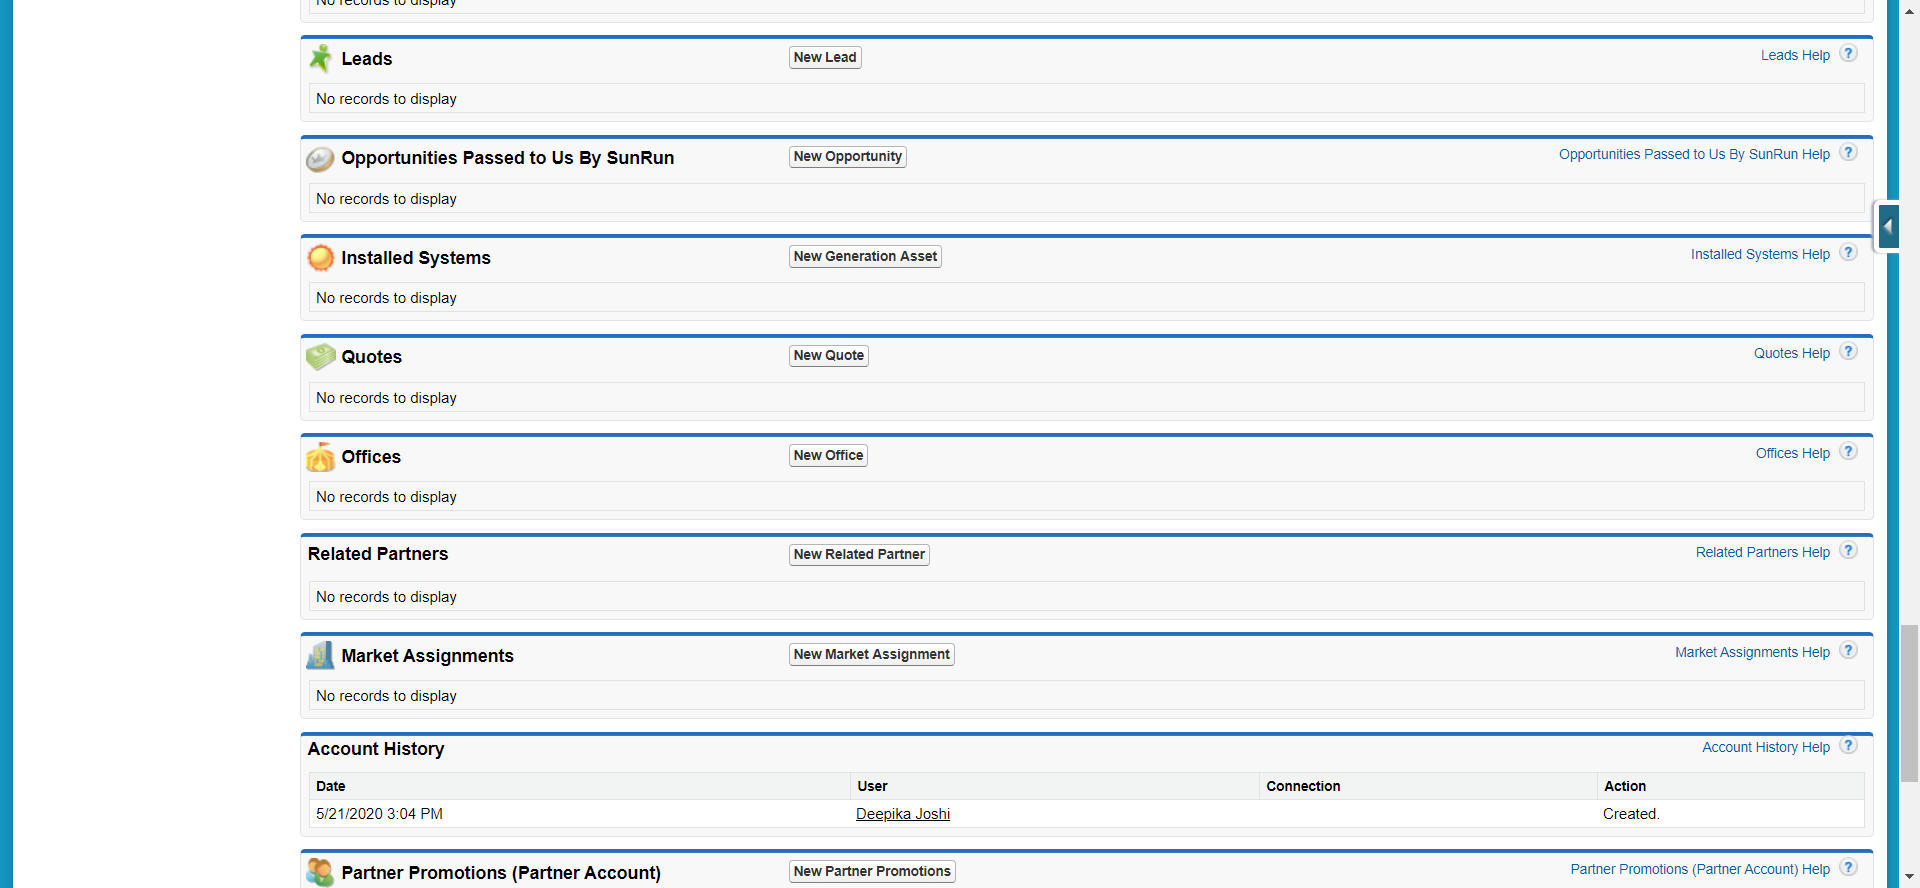 No records to display
Leads New Lead Leads Help ?
No records to display
Opportunities Passed to Us By SunRun New Opportunity Opportunities Passed to Us By SunRun Help ?
No records to display
Installed Systems New Generation Asset Installed Systems Help ?
No records to display
Quotes New Quote Quotes Help ?
No records to display
Offices New Office Offices Help ?
No records to display
Related Partners New Related Partner Related Partners Help ?
No records to display
Market Assignments New Market Assignment Market Assignments Help ?
No records to display
Account History Account History Help ?
Date User Connection Action
5/21/2020 3:04 PM Deepika Joshi Created.
Partner Promotions (Partner Account) New Partner Promotions Partner Promotions (Partner Account) Help ?